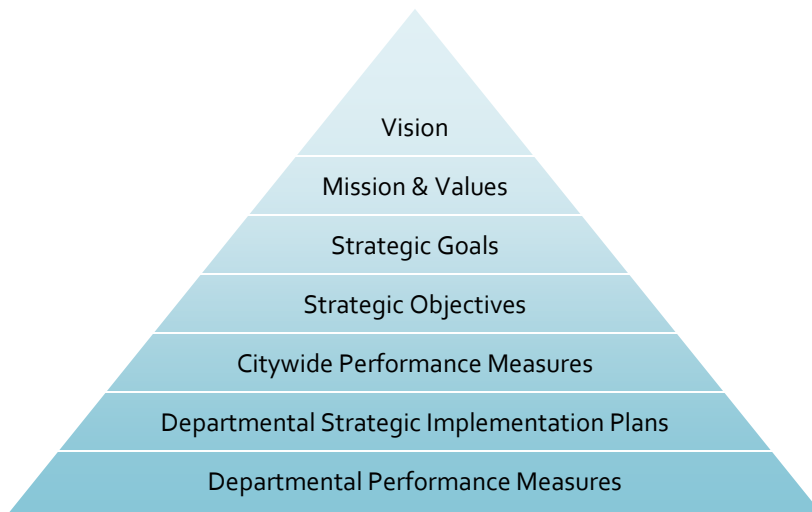 Vision
Mission & Values
Strategic Goals
Strategic Objectives
Citywide Performance Measures
Departmental Strategic Implementation Plans
Departmental Performance Measures